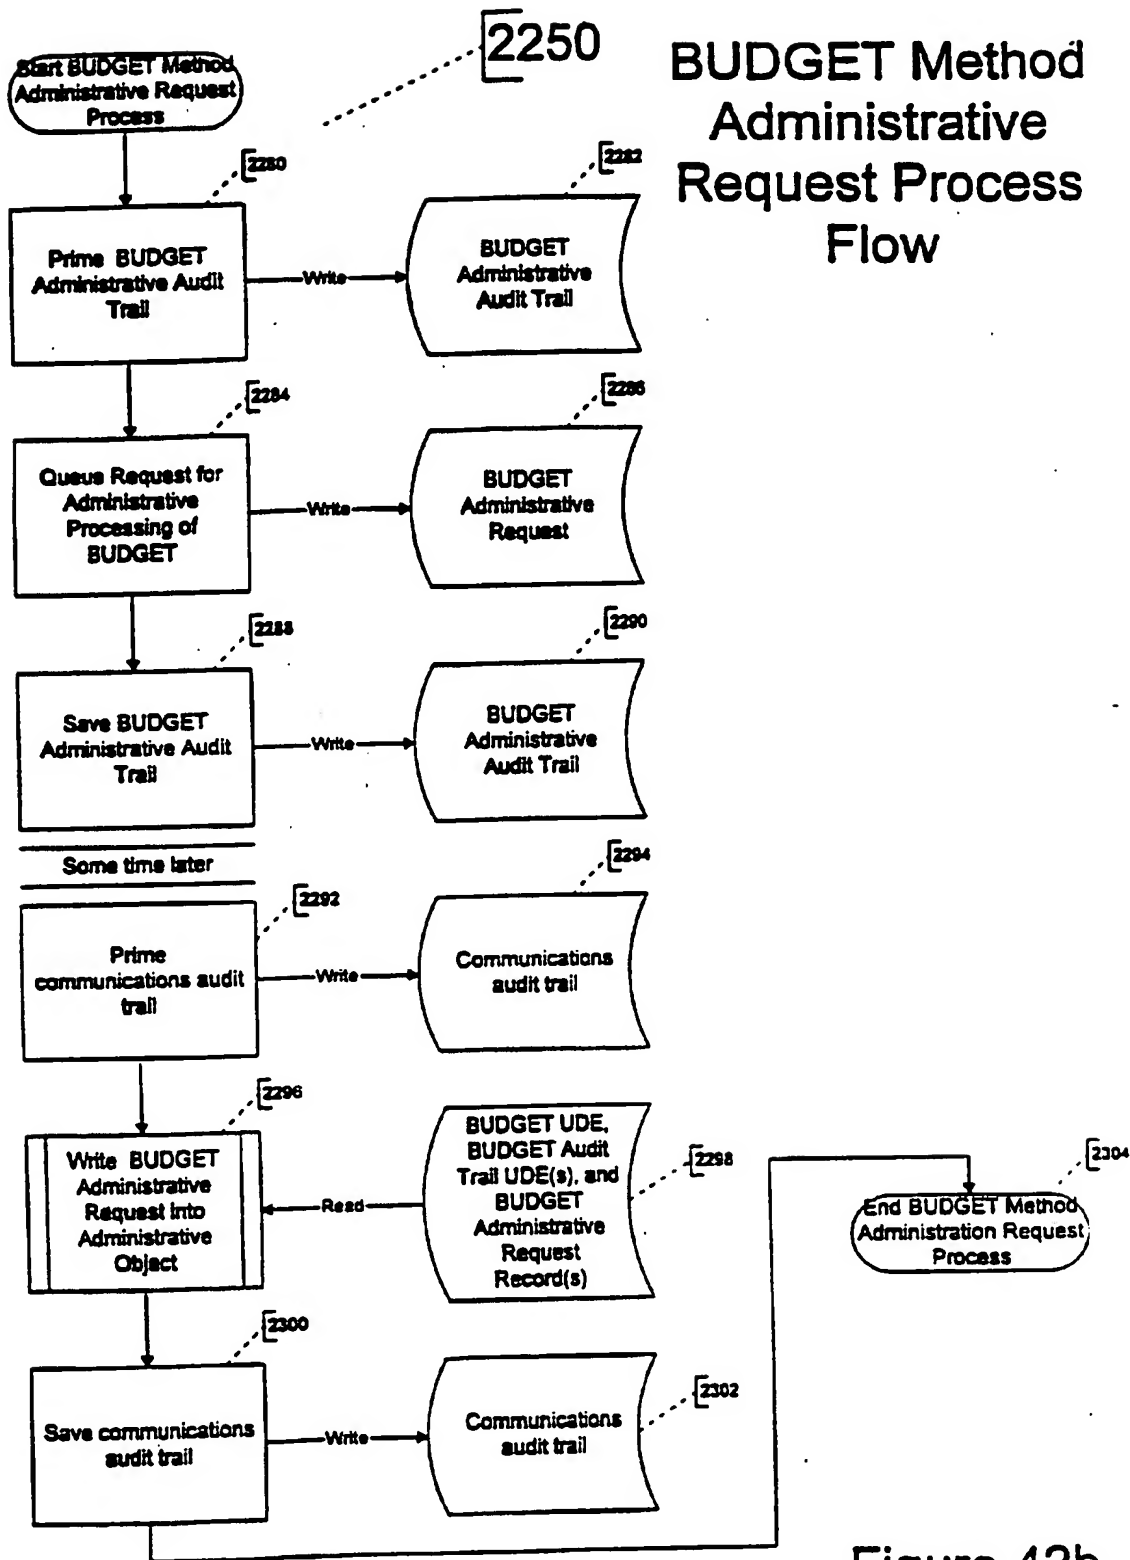 2250
BUDGET Method
Administrative
Request Process
Flow
Start BUDGET Method
Administrative Request
Process
2280
2282
Prime BUDGET
Administrative Audit
Trail
Write
BUDGET
Administrative
Audit Trail
2284
2286
Queue Request for
Administrative
Processing of
BUDGET
Write
BUDGET
Administrative
Request
2288
2290
Save BUDGET
Administrative Audit
Trail
Write
BUDGET
Administrative
Audit Trail
Some time later
2292
2294
Prime
communications audit
trail
Write
Communications
audit trail
2296
2298
Write BUDGET
Administrative
Request into
Administrative
Object
Read
BUDGET UDE,
BUDGET Audit
Trail UDE(s), and
BUDGET
Administrative
Request
Record(s)
2304
End BUDGET Method
Administration Request
Process
2300
2302
Save communications
audit trail
Write
Communications
audit trail
Figure 42b